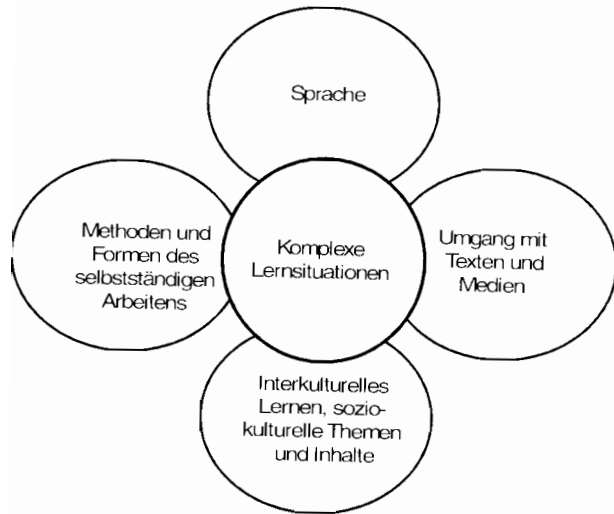 Sprache
Methoden und
Formen des
selbstständigen
Arbeitens
Komplexe
Lernsituationen
Umgang mit
Texten und
Medien
Interkulturelles
Lernen, sozio-
kulturelle Themen
und Inhalte